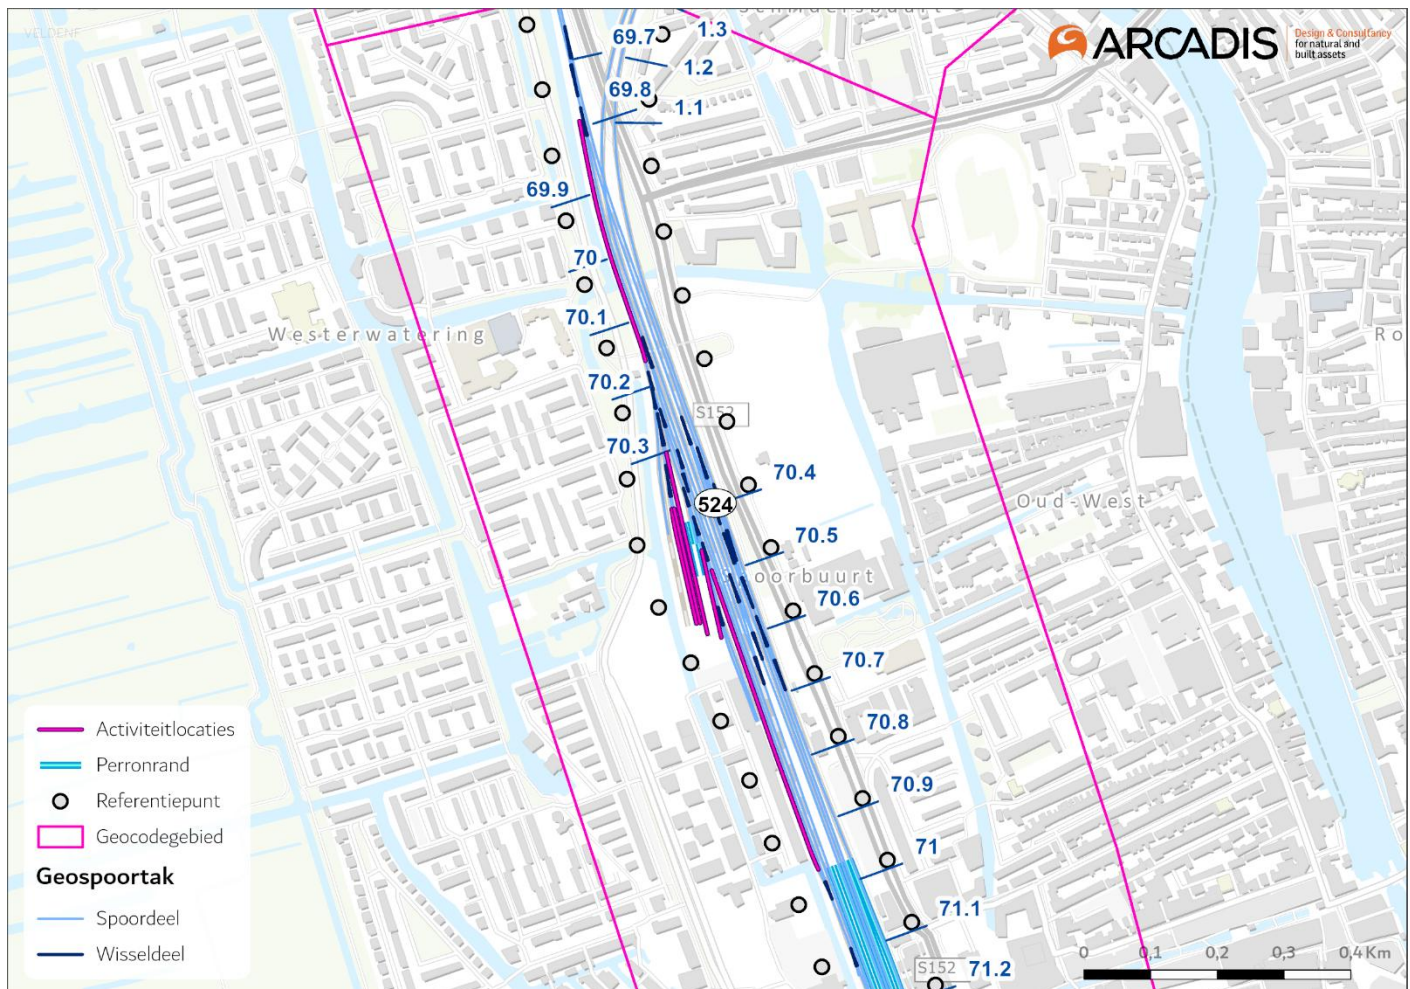 Schildersbuurt
VELDENF
ARCADIS
Design & Consultancy
for natural and
built assets
69.7
1.3
1.2
69.8
1.1
69.9
70
70.1
Westerwatering
Ro
70.2
S152
70.3
70.4
524
Oud-West
70.5
Spoorbuurt
70.6
70.7
70.8
70.9
71
71.1
71.2
S152
Activiteitlocaties
Perronrand
Referentiepunt
Geocodegebied
Geospoortak
Spoordeel
Wisseldeel
0 0,1 0,2 0,3 0,4 Km